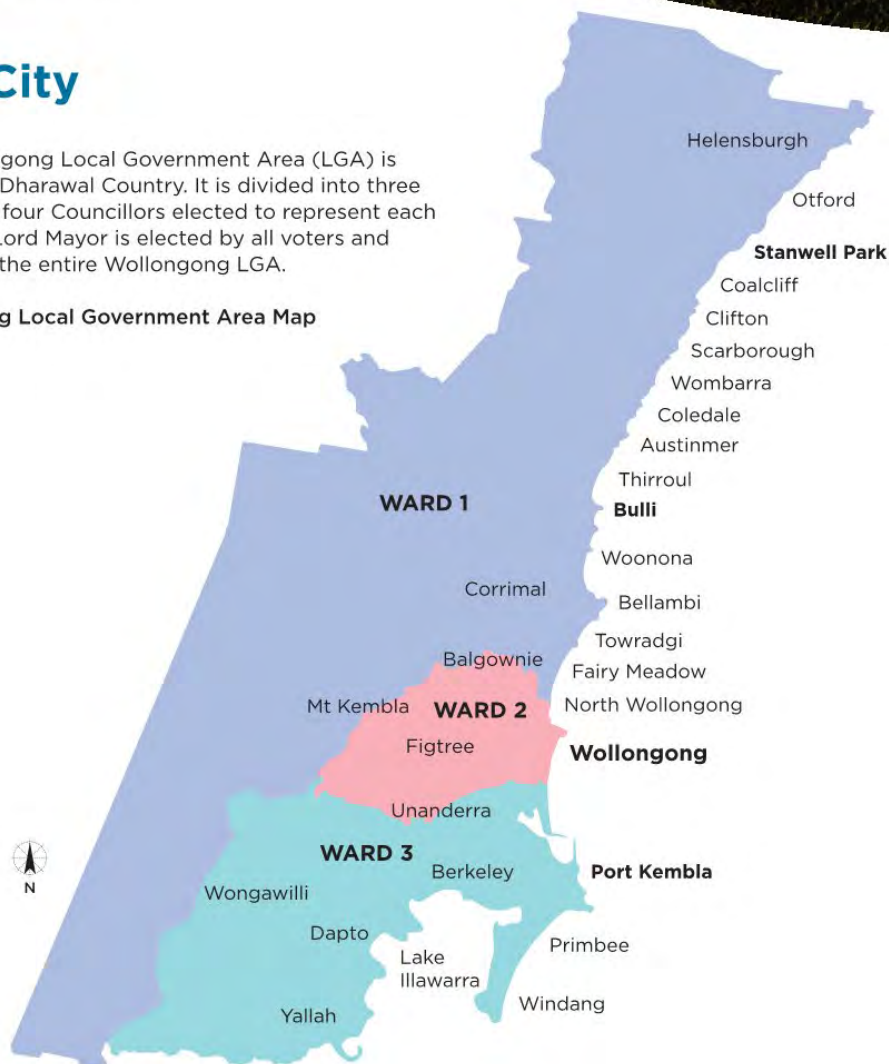 City
gong Local Government Area (LGA) is
Dharawal Country. It is divided into three
four Councillors elected to represent each
Lord Mayor is elected by all voters and
the entire Wollongong LGA.
g Local Government Area Map
Helensburgh
Otford
Stanwell Park
Coalcliff
Clifton
Scarborough
Wombarra
Coledale
Austinmer
Thirroul
WARD 1
Bulli
Woonona
Corrimal
Bellambi
Towradgi
Balgownie
Fairy Meadow
Mt Kembla
WARD 2
North Wollongong
Figtree
Wollongong
Unanderra
WARD 3
Berkeley
Port Kembla
N
Wongawilli
Dapto
Primbee
Lake
Illawarra
Windang
Yallah